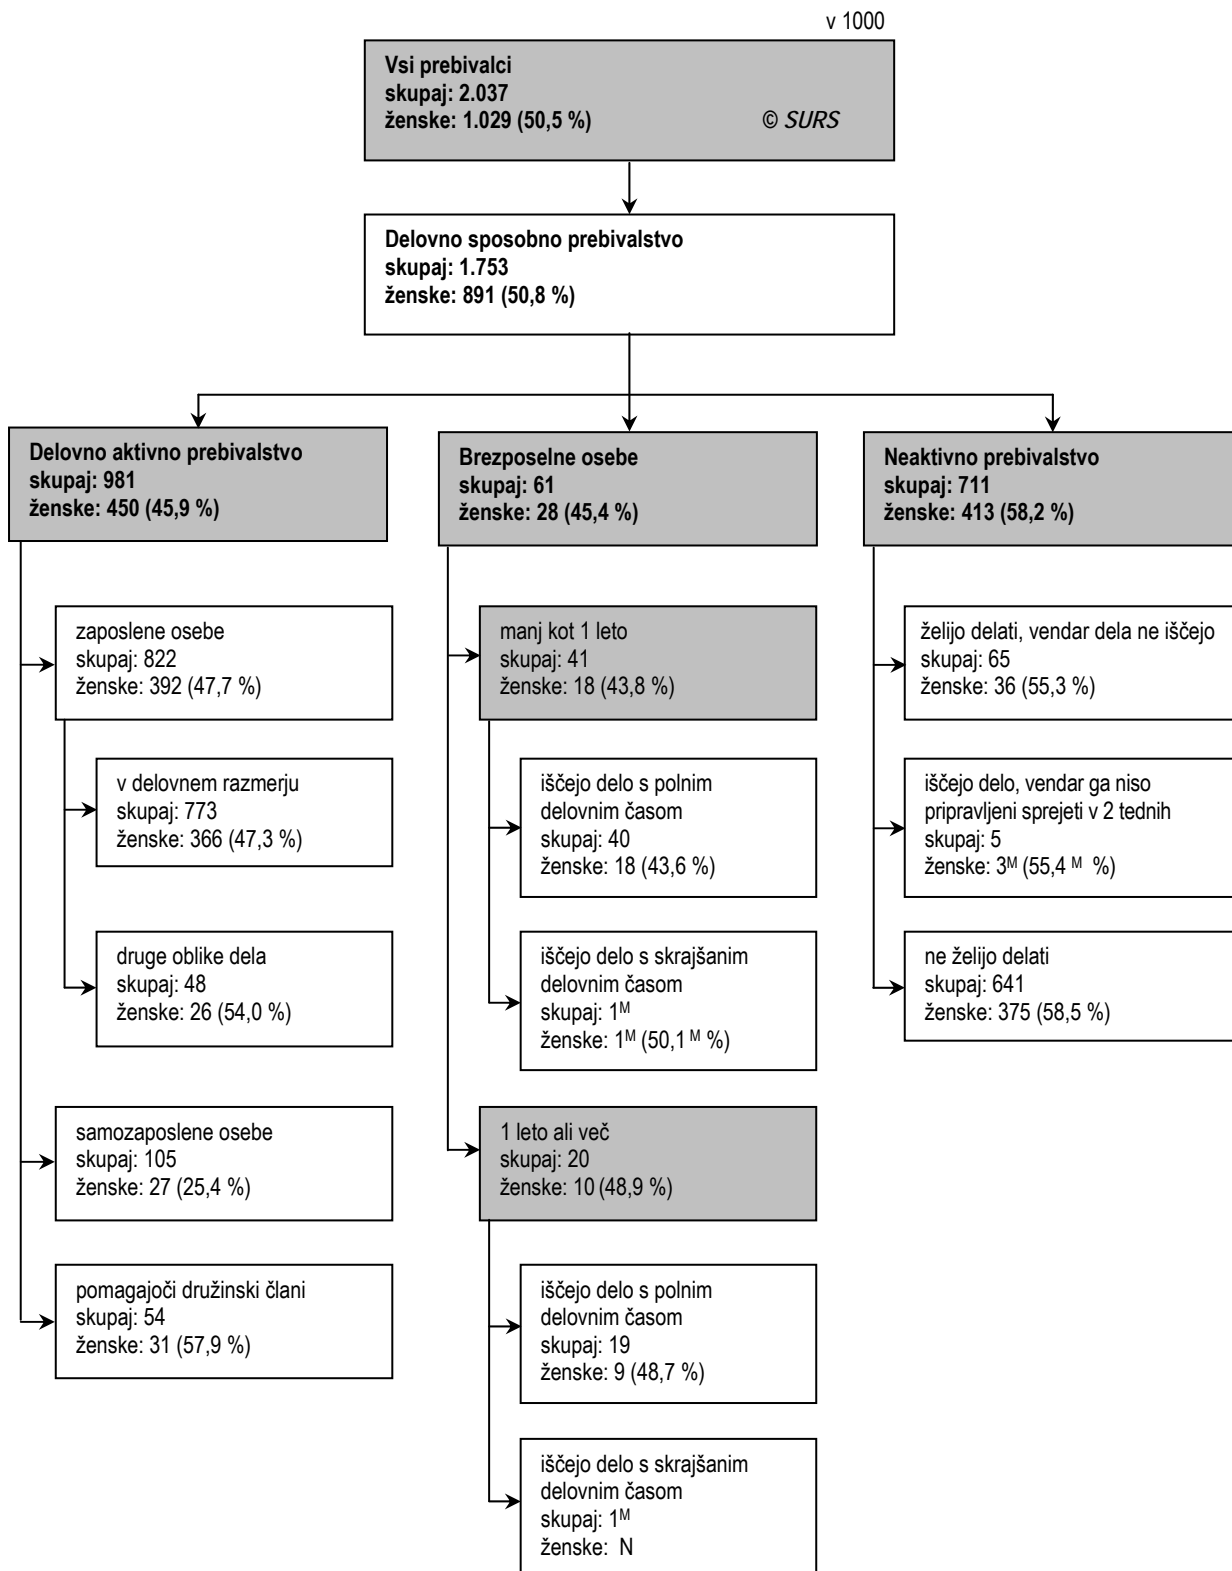 v 1000
Vsi prebivalci
skupaj: 2.037
ženske: 1.029 (50,5 %) © SURS
Delovno sposobno prebivalstvo
skupaj: 1.753
ženske: 891 (50,8 %)
Delovno aktivno prebivalstvo
skupaj: 981
ženske: 450 (45,9 %)
zaposlene osebe
skupaj: 822
ženske: 392 (47,7 %)
v delovnem razmerju
skupaj: 773
ženske: 366 (47,3 %)
druge oblike dela
skupaj: 48
ženske: 26 (54,0 %)
samozaposlene osebe
skupaj: 105
ženske: 27 (25,4 %)
pomagajoči družinski člani
skupaj: 54
ženske: 31 (57,9 %)
Brezposelne osebe
skupaj: 61
ženske: 28 (45,4 %)
manj kot 1 leto
skupaj: 41
ženske: 18 (43,8 %)
iščejo delo s polnim
delovnim časom
skupaj: 40
ženske: 18 (43,6 %)
iščejo delo s skrajšanim
delovnim časom
skupaj: 1ᴹ
ženske: 1ᴹ (50,1 ᴹ %)
1 leto ali več
skupaj: 20
ženske: 10 (48,9 %)
iščejo delo s polnim
delovnim časom
skupaj: 19
ženske: 9 (48,7 %)
iščejo delo s skrajšanim
delovnim časom
skupaj: 1ᴹ
ženske: N
Neaktivno prebivalstvo
skupaj: 711
ženske: 413 (58,2 %)
želijo delati, vendar dela ne iščejo
skupaj: 65
ženske: 36 (55,3 %)
iščejo delo, vendar ga niso
pripravljeni sprejeti v 2 tednih
skupaj: 5
ženske: 3ᴹ (55,4 ᴹ %)
ne želijo delati
skupaj: 641
ženske: 375 (58,5 %)